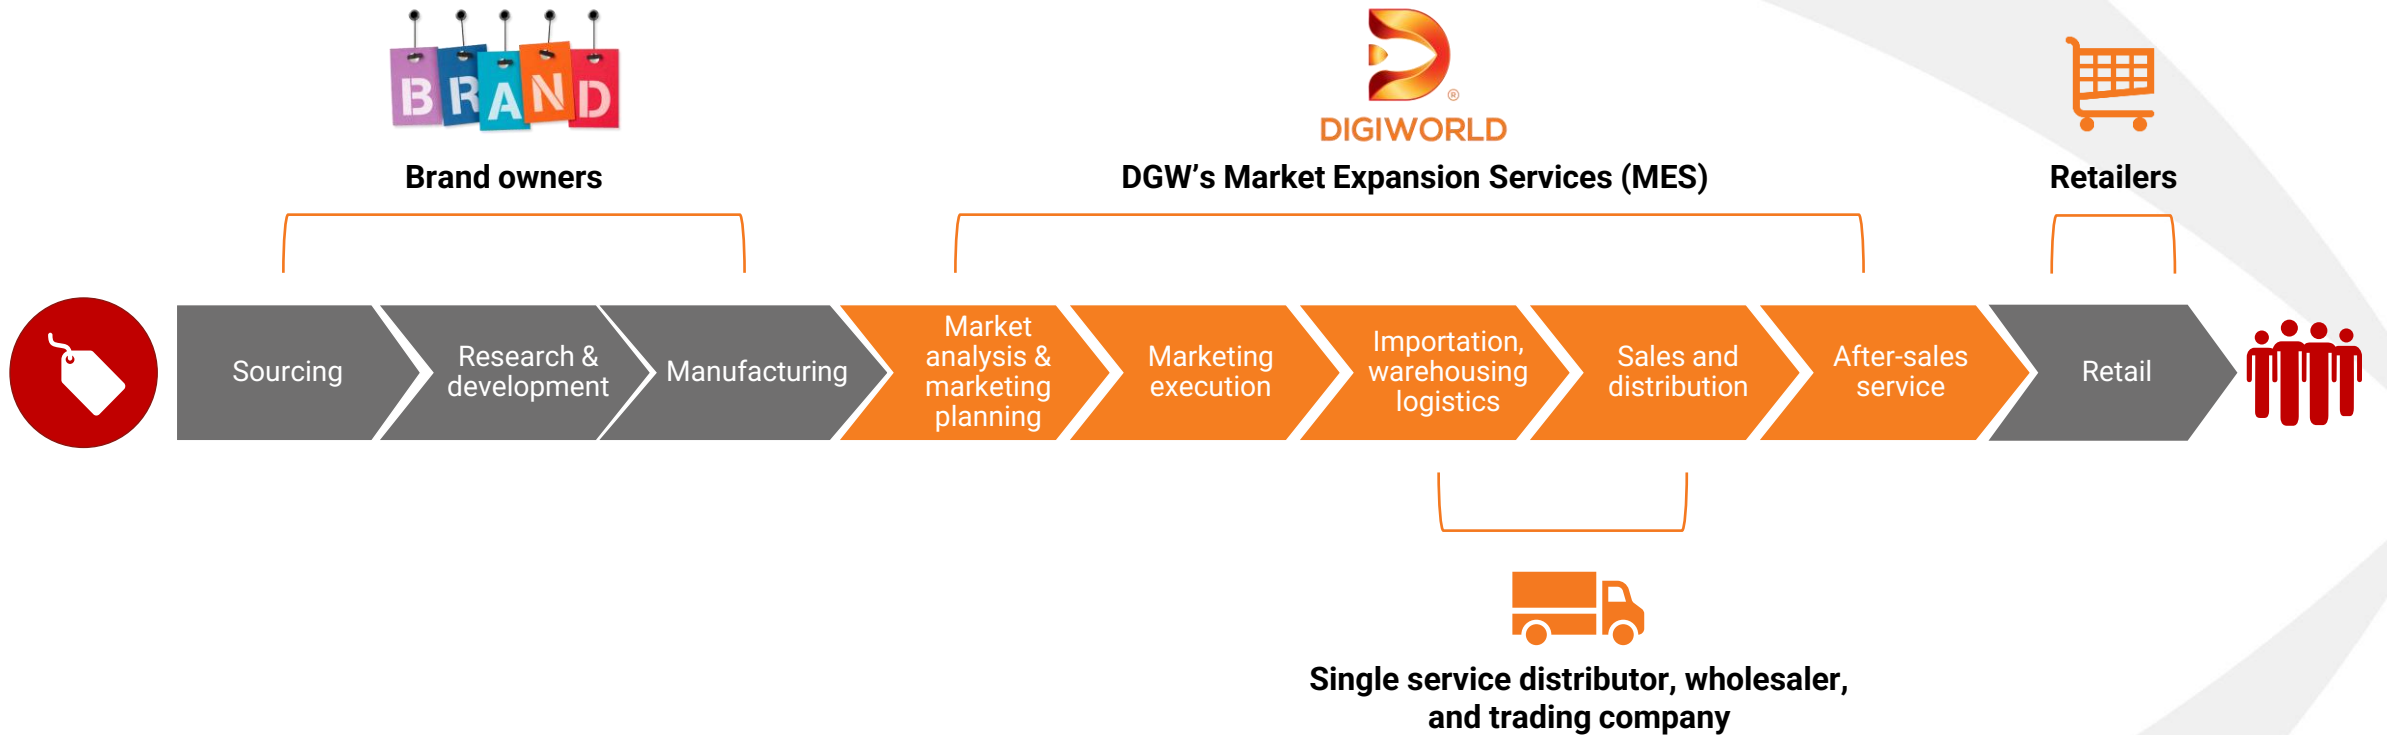 BRAND
DIGIWORLD
Brand owners
DGW's Market Expansion Services (MES)
Retailers
Sourcing
Research &
development
Manufacturing
Market
analysis &
marketing
planning
Marketing
execution
Importation,
warehousing
logistics
Sales and
distribution
After-sales
service
Retail
Single service distributor, wholesaler,
and trading company